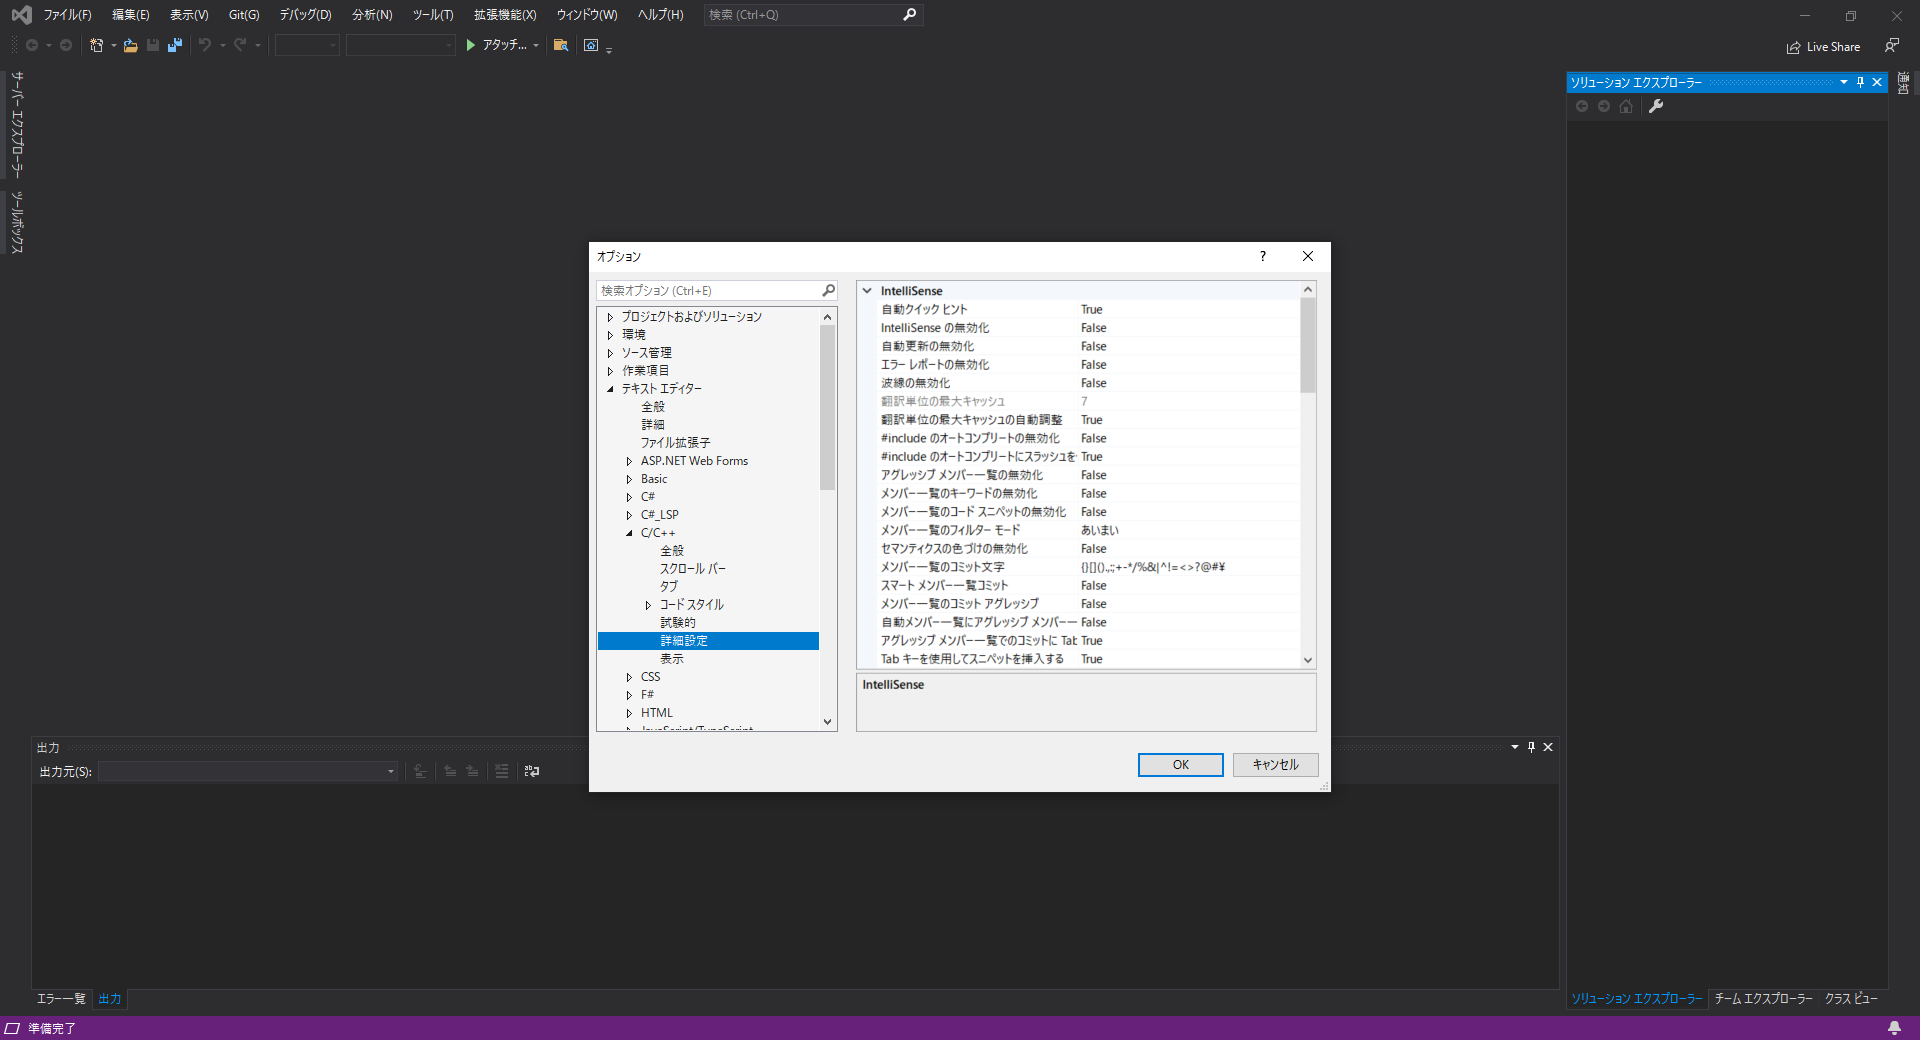 ファイル(F) 編集(E) 表示(V) Git(G) デバッグ(D) 分析(N) ツール(T) 拡張機能(X) ウィンドウ(W) ヘルプ(H) 検索 (Ctrl+Q)
アタッチ... Live Share
サーバー エクスプローラー
ツールボックス
ソリューション エクスプローラー
通知
オプション
検索オプション (Ctrl+E)
プロジェクトおよびソリューション
環境
ソース管理
作業項目
テキスト エディター
全般
詳細
ファイル拡張子
ASP.NET Web Forms
Basic
C#
C#_LSP
C/C++
全般
スクロール バー
タブ
コード スタイル
試験的
詳細設定
表示
CSS
F#
HTML
JavaScript/TypeScript
IntelliSense
自動クイック ヒント True
IntelliSense の無効化 False
自動更新の無効化 False
エラー レポートの無効化 False
波線の無効化 False
翻訳単位の最大キャッシュ 7
翻訳単位の最大キャッシュの自動調整 True
#include のオートコンプリートの無効化 False
#include のオートコンプリートにスラッシュを True
アグレッシブ メンバー一覧の無効化 False
メンバー一覧のキーワードの無効化 False
メンバー一覧のコード スニペットの無効化 False
メンバー一覧のフィルター モード あいまい
セマンティクスの色づけの無効化 False
メンバー一覧のコミット文字 {}[]().,:;+-*/%&|^!=<>?@#¥
スマート メンバー一覧コミット False
メンバー一覧のコミット アグレッシブ False
自動メンバー一覧にアグレッシブ メンバー一 False
アグレッシブ メンバー一覧でのコミットに Tab True
Tab キーを使用してスニペットを挿入する True
IntelliSense
OK キャンセル
出力
出力元(S):
エラー一覧 出力
ソリューション エクスプローラー チーム エクスプローラー クラス ビュー
準備完了